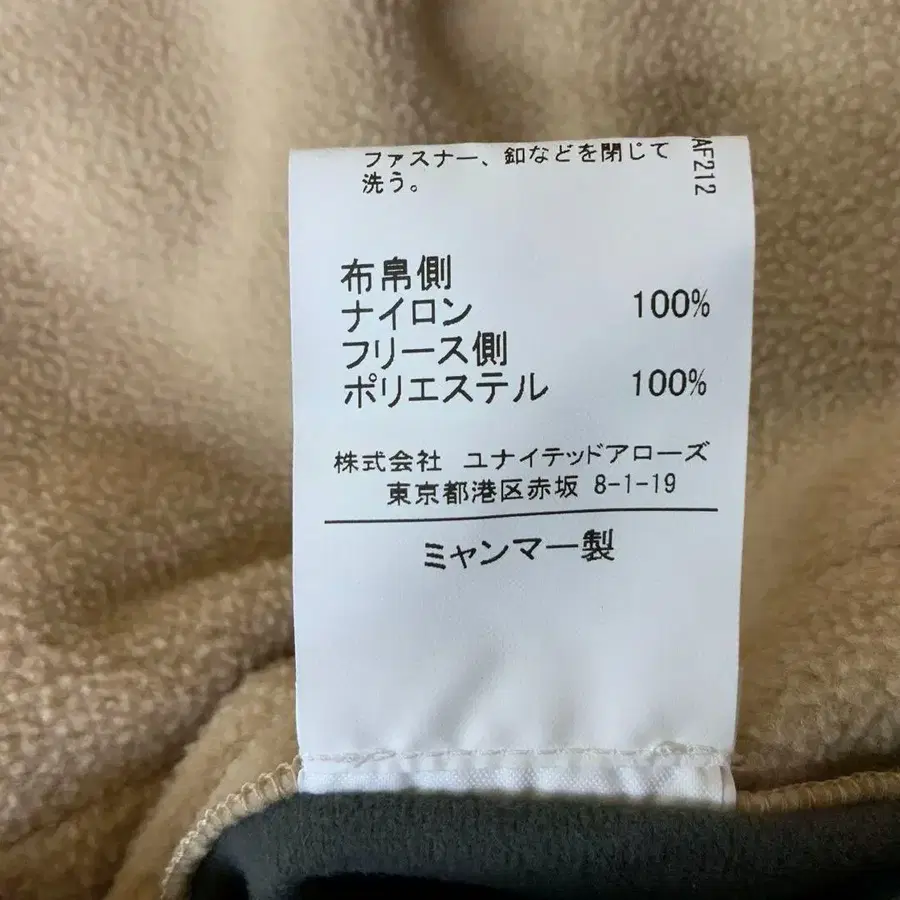 ファスナー、釦などを閉じて
洗う。
AF212
布帛側
ナイロン 100%
フリース側
ポリエステル 100%
株式会社 ユナイテッドアローズ
東京都港区赤坂 8-1-19
ミャンマー製